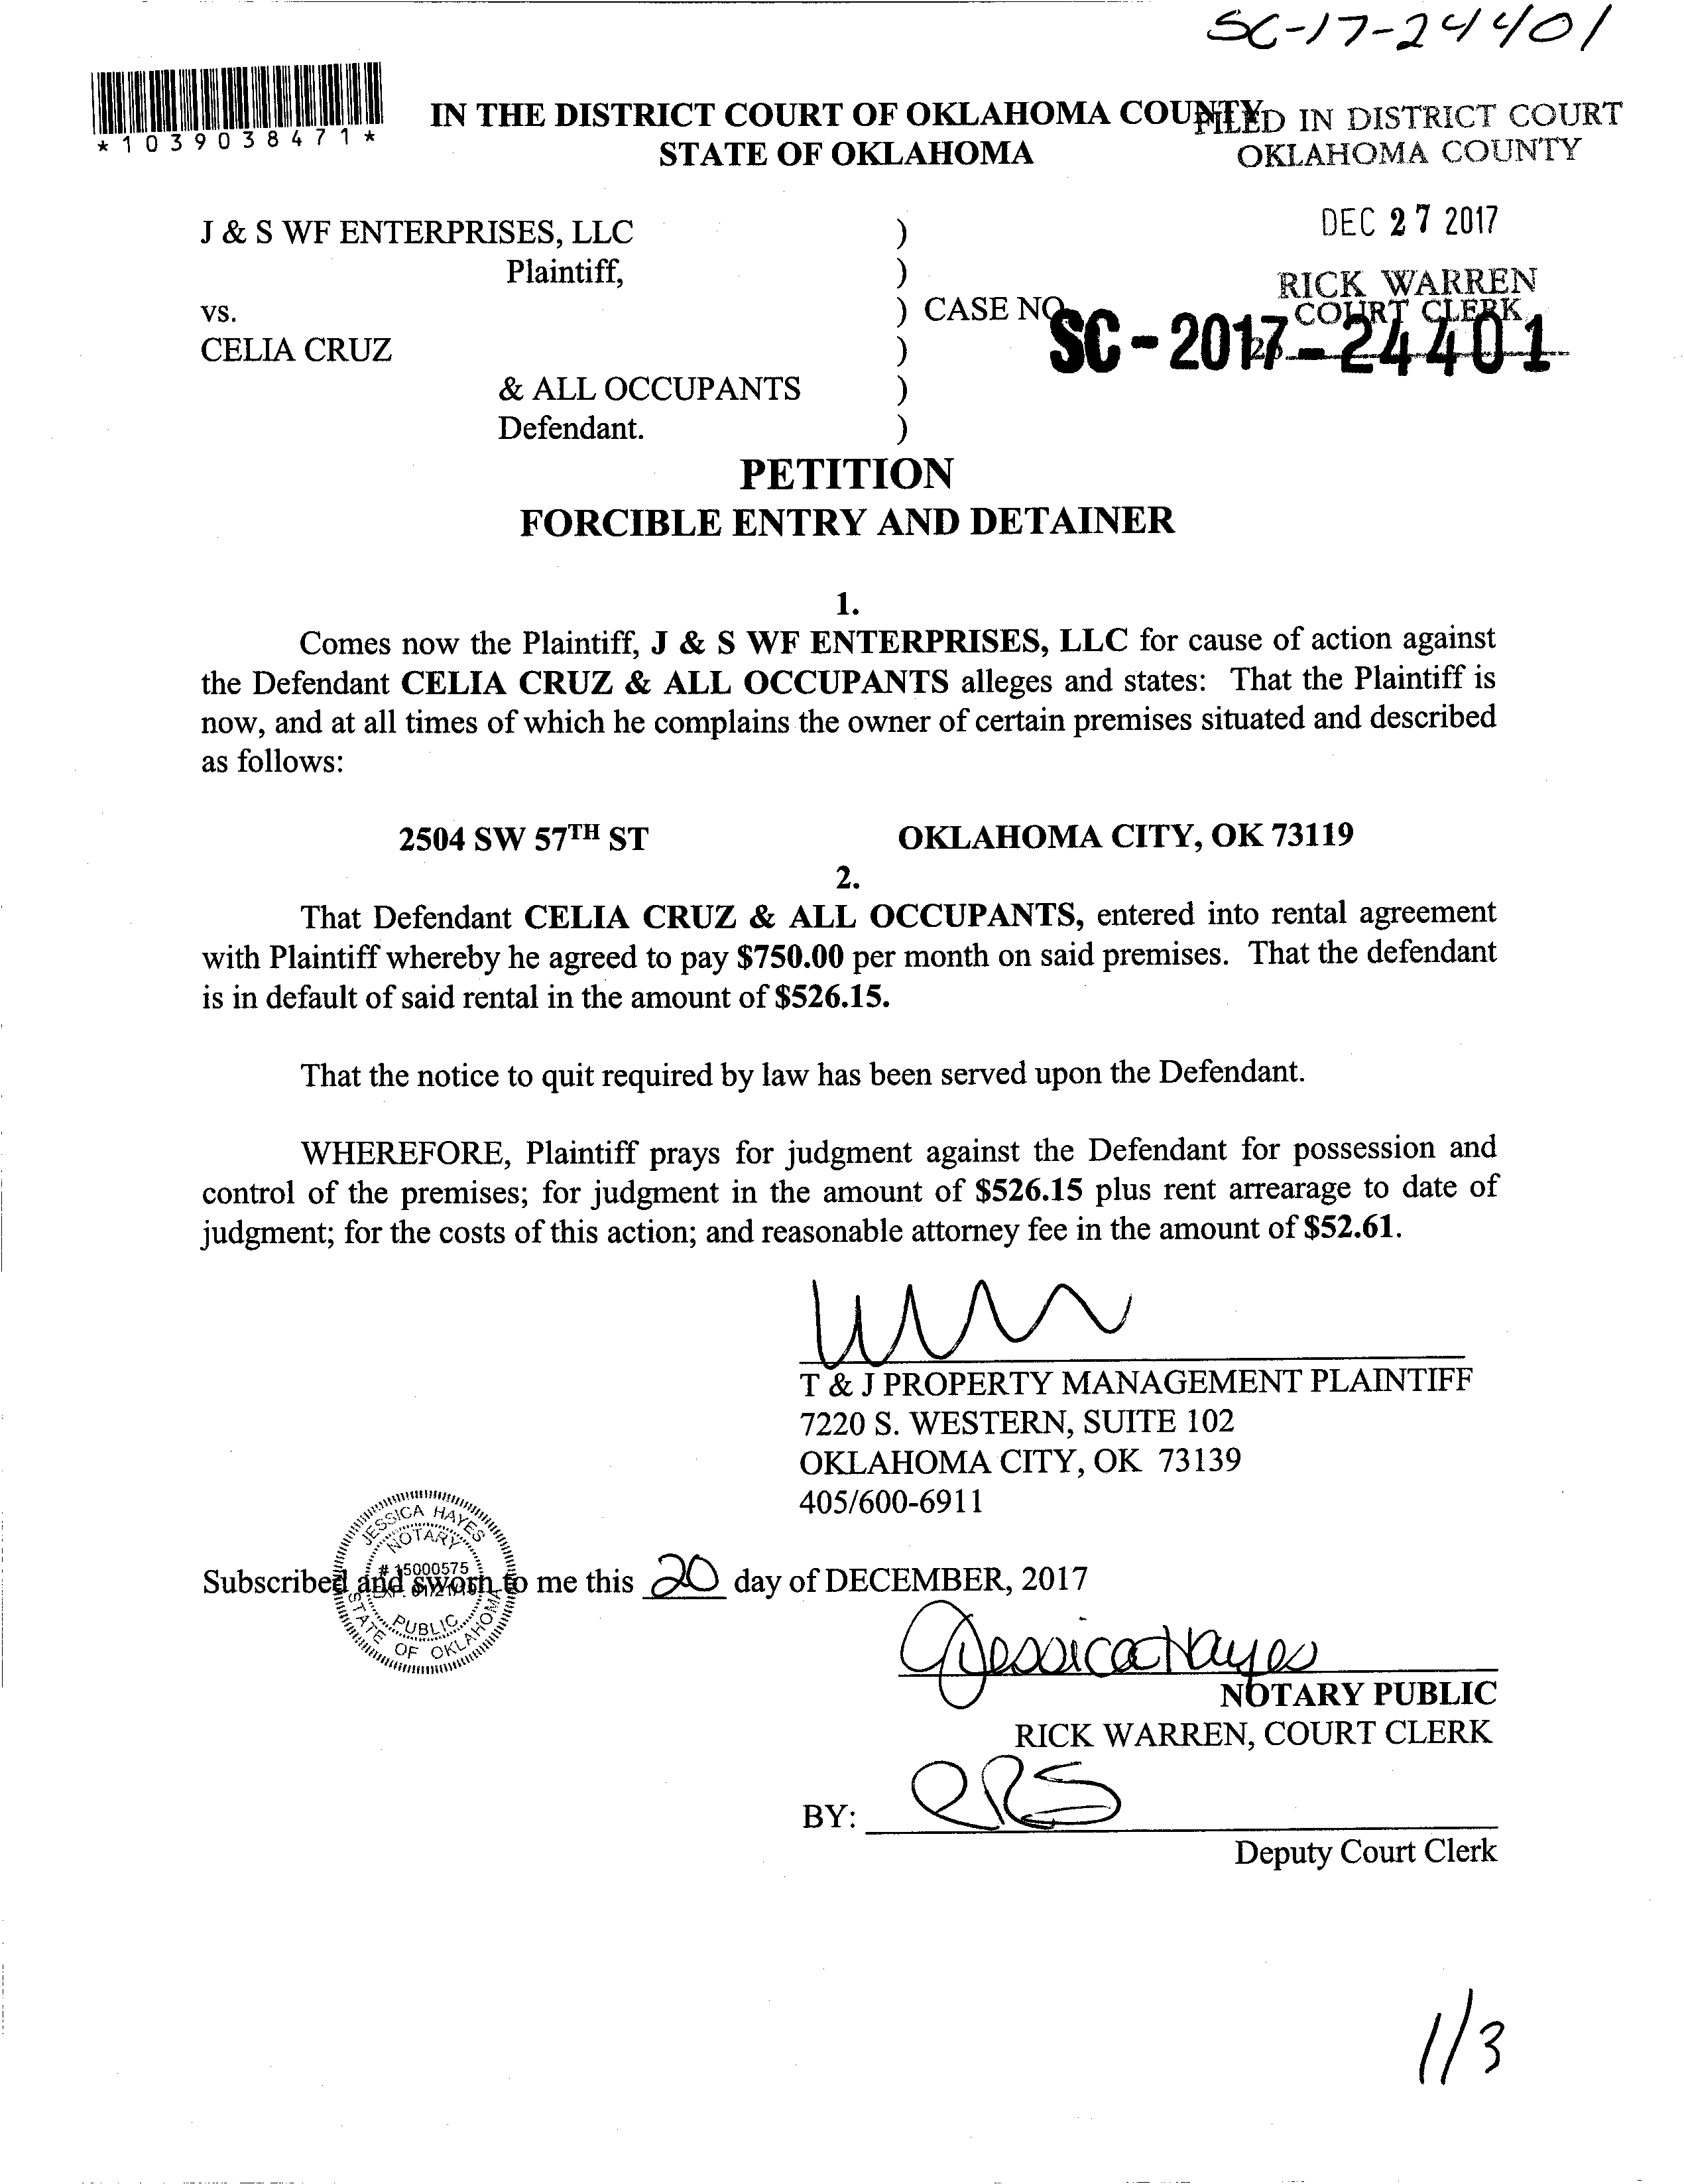 SC-17-24401
*1039038471*
IN THE DISTRICT COURT OF OKLAHOMA COUNTY
STATE OF OKLAHOMA
FILED IN DISTRICT COURT
OKLAHOMA COUNTY
DEC 27 2017
RICK WARREN
COURT CLERK
J & S WF ENTERPRISES, LLC )
Plaintiff, )
vs. ) CASE NO. SC-2017-24401
CELIA CRUZ )
& ALL OCCUPANTS )
Defendant. )
PETITION
FORCIBLE ENTRY AND DETAINER
1.
Comes now the Plaintiff, J & S WF ENTERPRISES, LLC for cause of action against
the Defendant CELIA CRUZ & ALL OCCUPANTS alleges and states: That the Plaintiff is
now, and at all times of which he complains the owner of certain premises situated and described
as follows:
2504 SW 57TH ST OKLAHOMA CITY, OK 73119
2.
That Defendant CELIA CRUZ & ALL OCCUPANTS, entered into rental agreement
with Plaintiff whereby he agreed to pay $750.00 per month on said premises. That the defendant
is in default of said rental in the amount of $526.15.
That the notice to quit required by law has been served upon the Defendant.
WHEREFORE, Plaintiff prays for judgment against the Defendant for possession and
control of the premises; for judgment in the amount of $526.15 plus rent arrearage to date of
judgment; for the costs of this action; and reasonable attorney fee in the amount of $52.61.
T & J PROPERTY MANAGEMENT PLAINTIFF
7220 S. WESTERN, SUITE 102
OKLAHOMA CITY, OK 73139
405/600-6911
JESSICA HAYES
NOTARY
# 15000575
PUBLIC
STATE OF OKLAHOMA
Subscribed and sworn to me this 20 day of DECEMBER, 2017
Jessica Hayes
NOTARY PUBLIC
RICK WARREN, COURT CLERK
BY:
Deputy Court Clerk
1/3